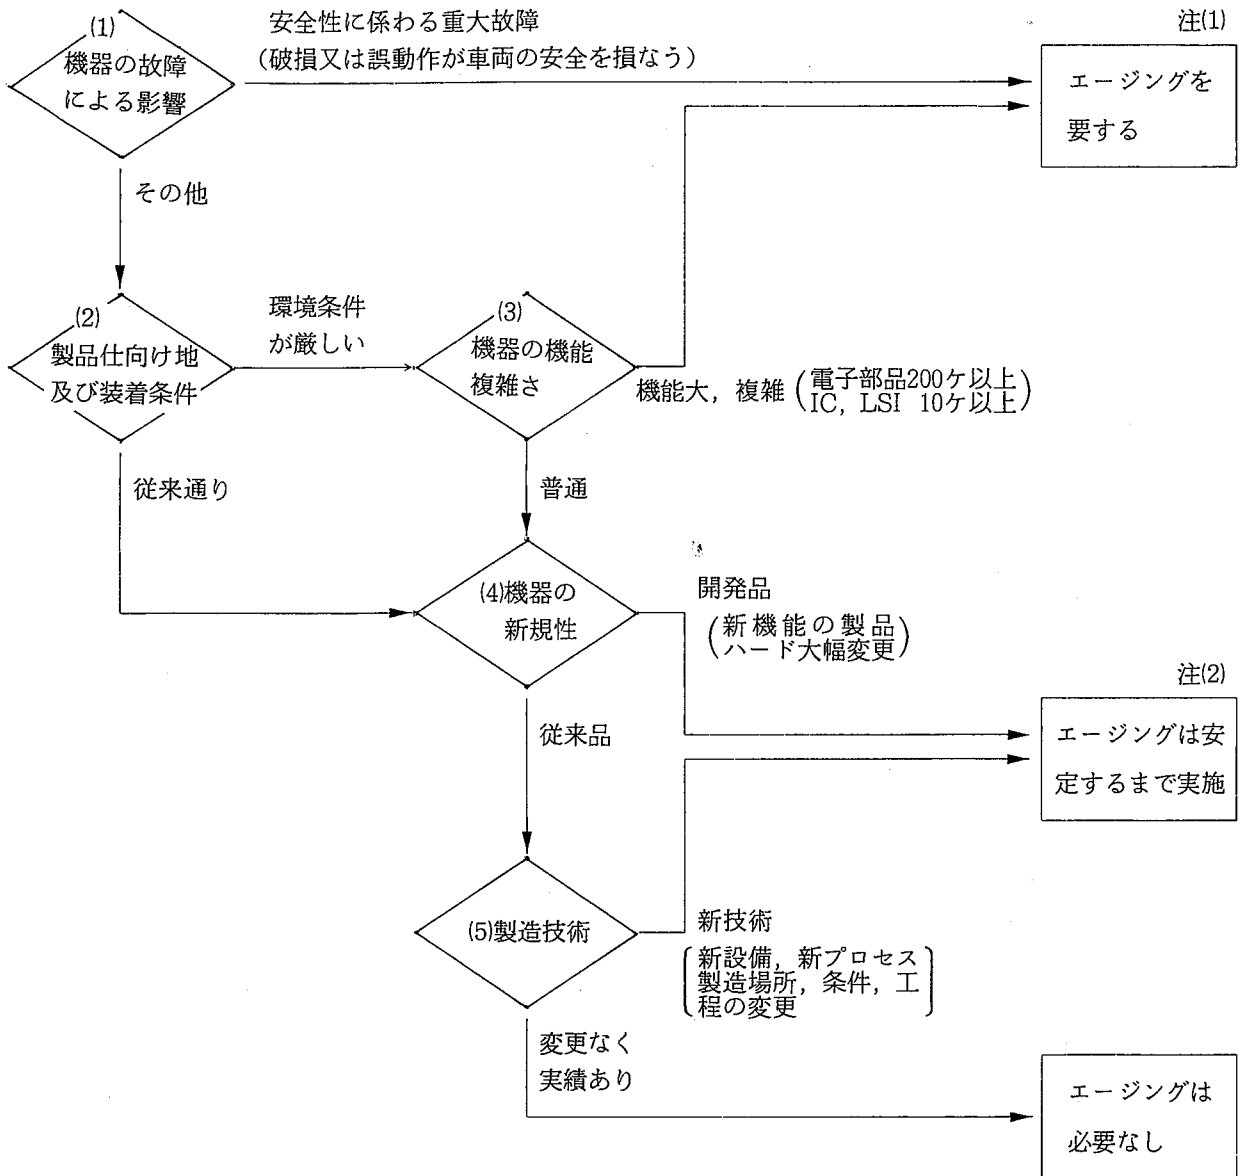 (1)
機器の故障
による影響
安全性に係わる重大故障
(破損又は誤動作が車両の安全を損なう)
注(1)
エージングを
要する
その他
(2)
製品仕向け地
及び装着条件
環境条件
が厳しい
(3)
機器の機能
複雑さ
機能大，複雑(電子部品200ケ以上
IC，LSI 10ケ以上)
従来通り
普通
(4)機器の
新規性
開発品
(新機能の製品
ハード大幅変更)
注(2)
エージングは安
定するまで実施
従来品
(5)製造技術
新技術
新設備，新プロセス
製造場所，条件，工
程の変更
変更なく
実績あり
エージングは
必要なし